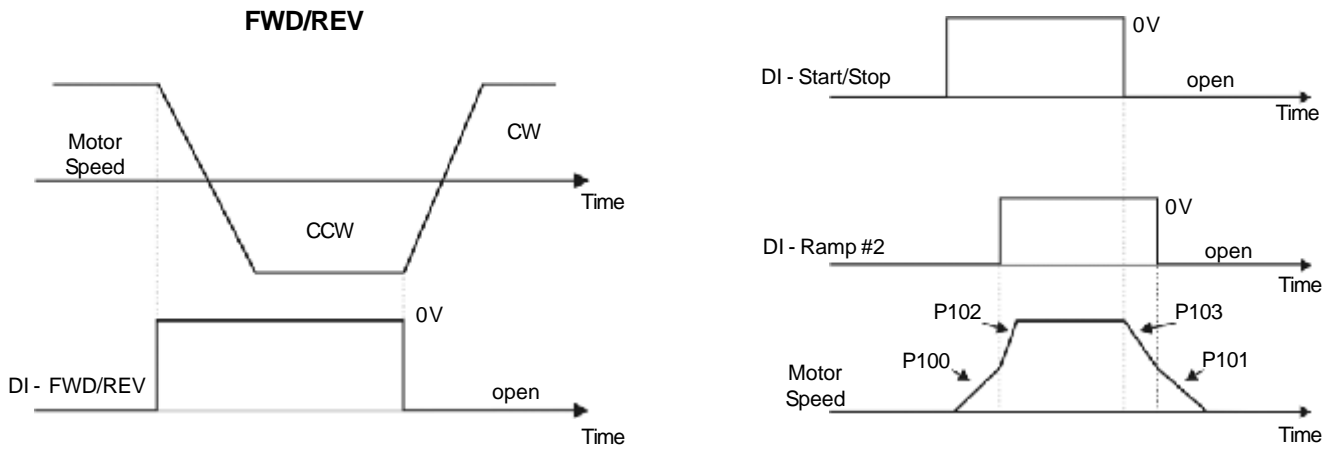 FWD/REV
Motor
Speed
CW
Time
CCW
0V
DI - FWD/REV
open
Time
0V
DI - Start/Stop
open
Time
0V
DI - Ramp #2
open
Time
P102
P103
P100
P101
Motor
Speed
Time